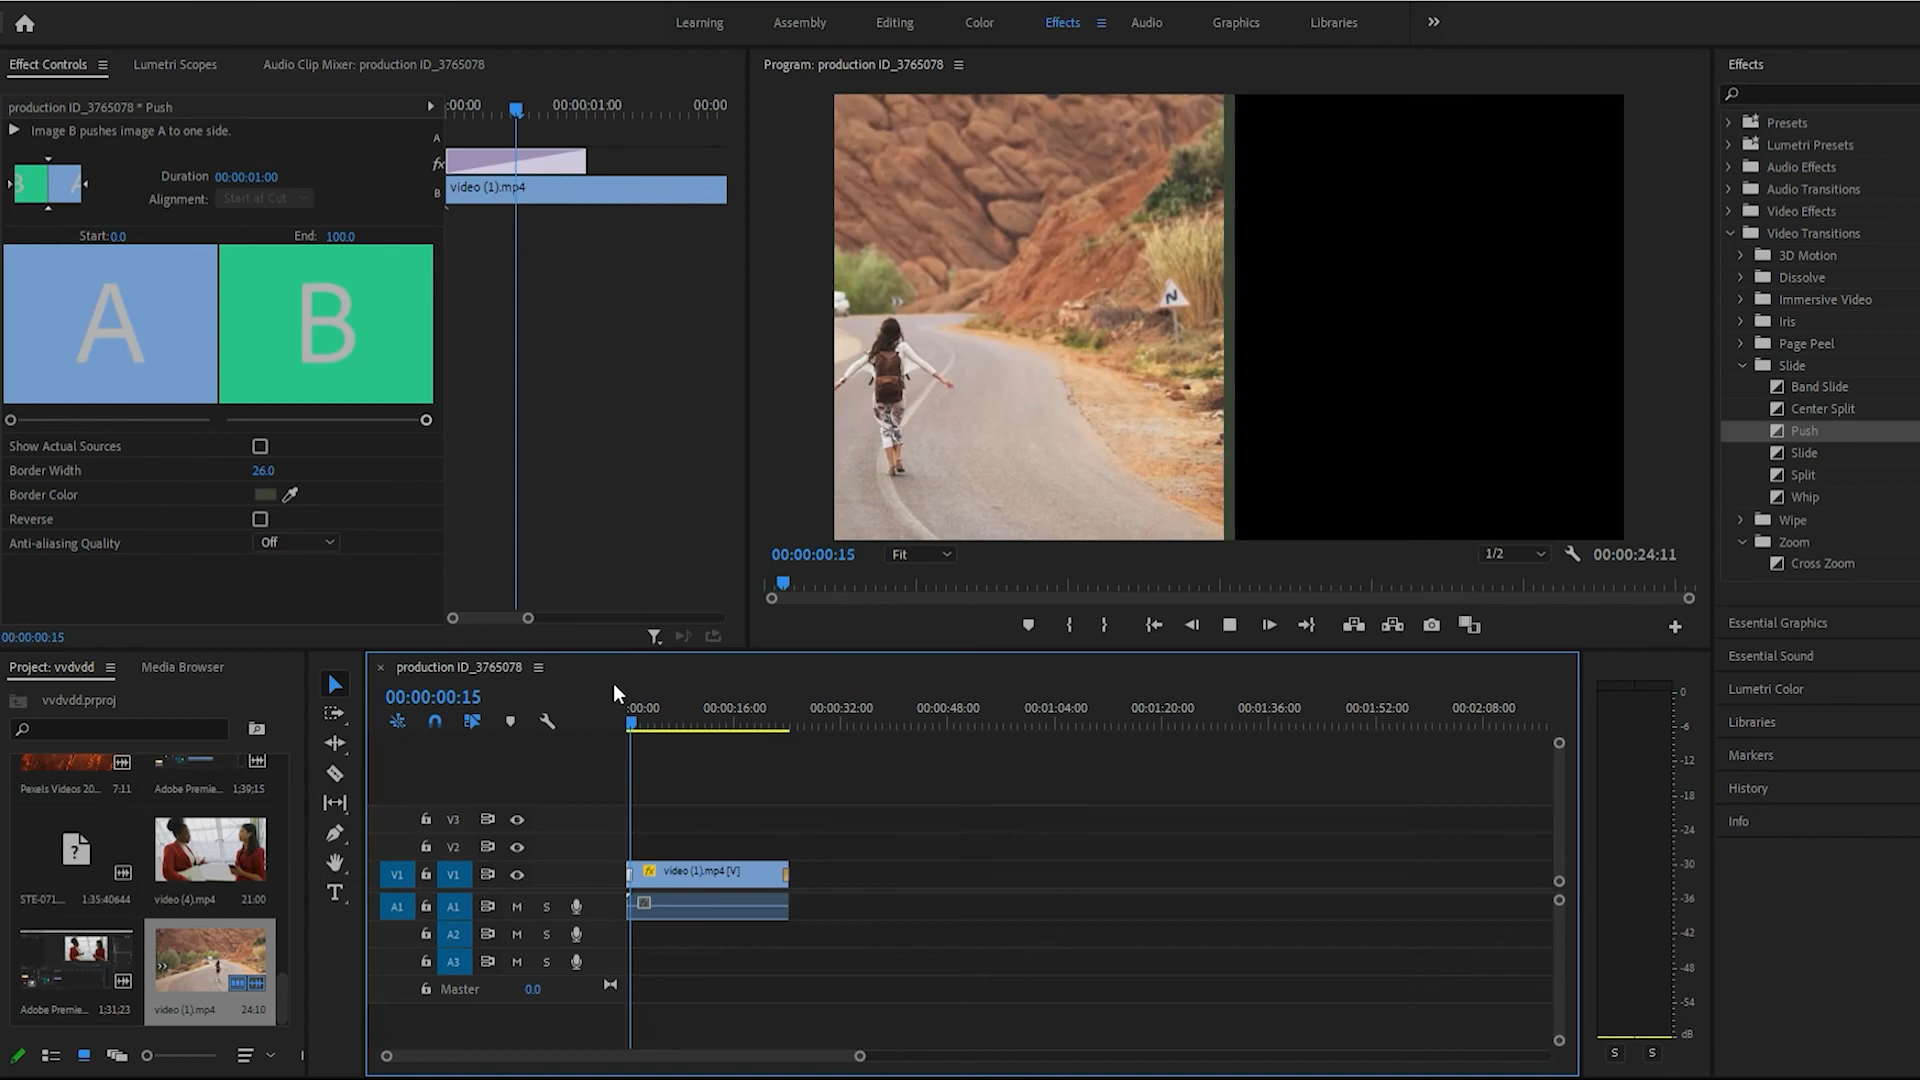 Learning
Assembly
Editing
Color
Effects
Audio
Graphics
Libraries
Effect Controls
Lumetri Scopes
Audio Clip Mixer: production ID_3765078
production ID_3765078 * Push
Image B pushes image A to one side.
B A
Duration 00:00:01:00
Alignment: Start at Cut
Start: 0.0
End: 100.0
A
B
Show Actual Sources
Border Width 26.0
Border Color
Reverse
Anti-aliasing Quality Off
:00:00
00:00:01:00
00:00
A
fx
B
video (1).mp4
00:00:00:15
Program: production ID_3765078
N
00:00:00:15
Fit
1/2
00:00:24:11
Effects
Presets
Lumetri Presets
Audio Effects
Audio Transitions
Video Effects
Video Transitions
3D Motion
Dissolve
Immersive Video
Iris
Page Peel
Slide
Band Slide
Center Split
Push
Slide
Split
Whip
Wipe
Zoom
Cross Zoom
Essential Graphics
Essential Sound
Lumetri Color
Libraries
Markers
History
Info
Project: vvdvdd
Media Browser
vvdvdd.prproj
Pexels Videos 20... 7:11
Adobe Premie... 1;39;15
?
STE-071... 1:35:40644
video (4).mp4 21:00
Adobe Premie... 1;31;23
video (1).mp4 24:10
T
production ID_3765078
00:00:00:15
:00:00
00:00:16:00
00:00:32:00
00:00:48:00
00:01:04:00
00:01:20:00
00:01:36:00
00:01:52:00
00:02:08:00
V3
V2
V1 V1
fx video (1).mp4 [V]
A1 A1 M S
fx
A2 M S
A3 M S
Master 0.0
0
-6
-12
-18
-24
-30
-36
-42
-48
-54
dB
S S